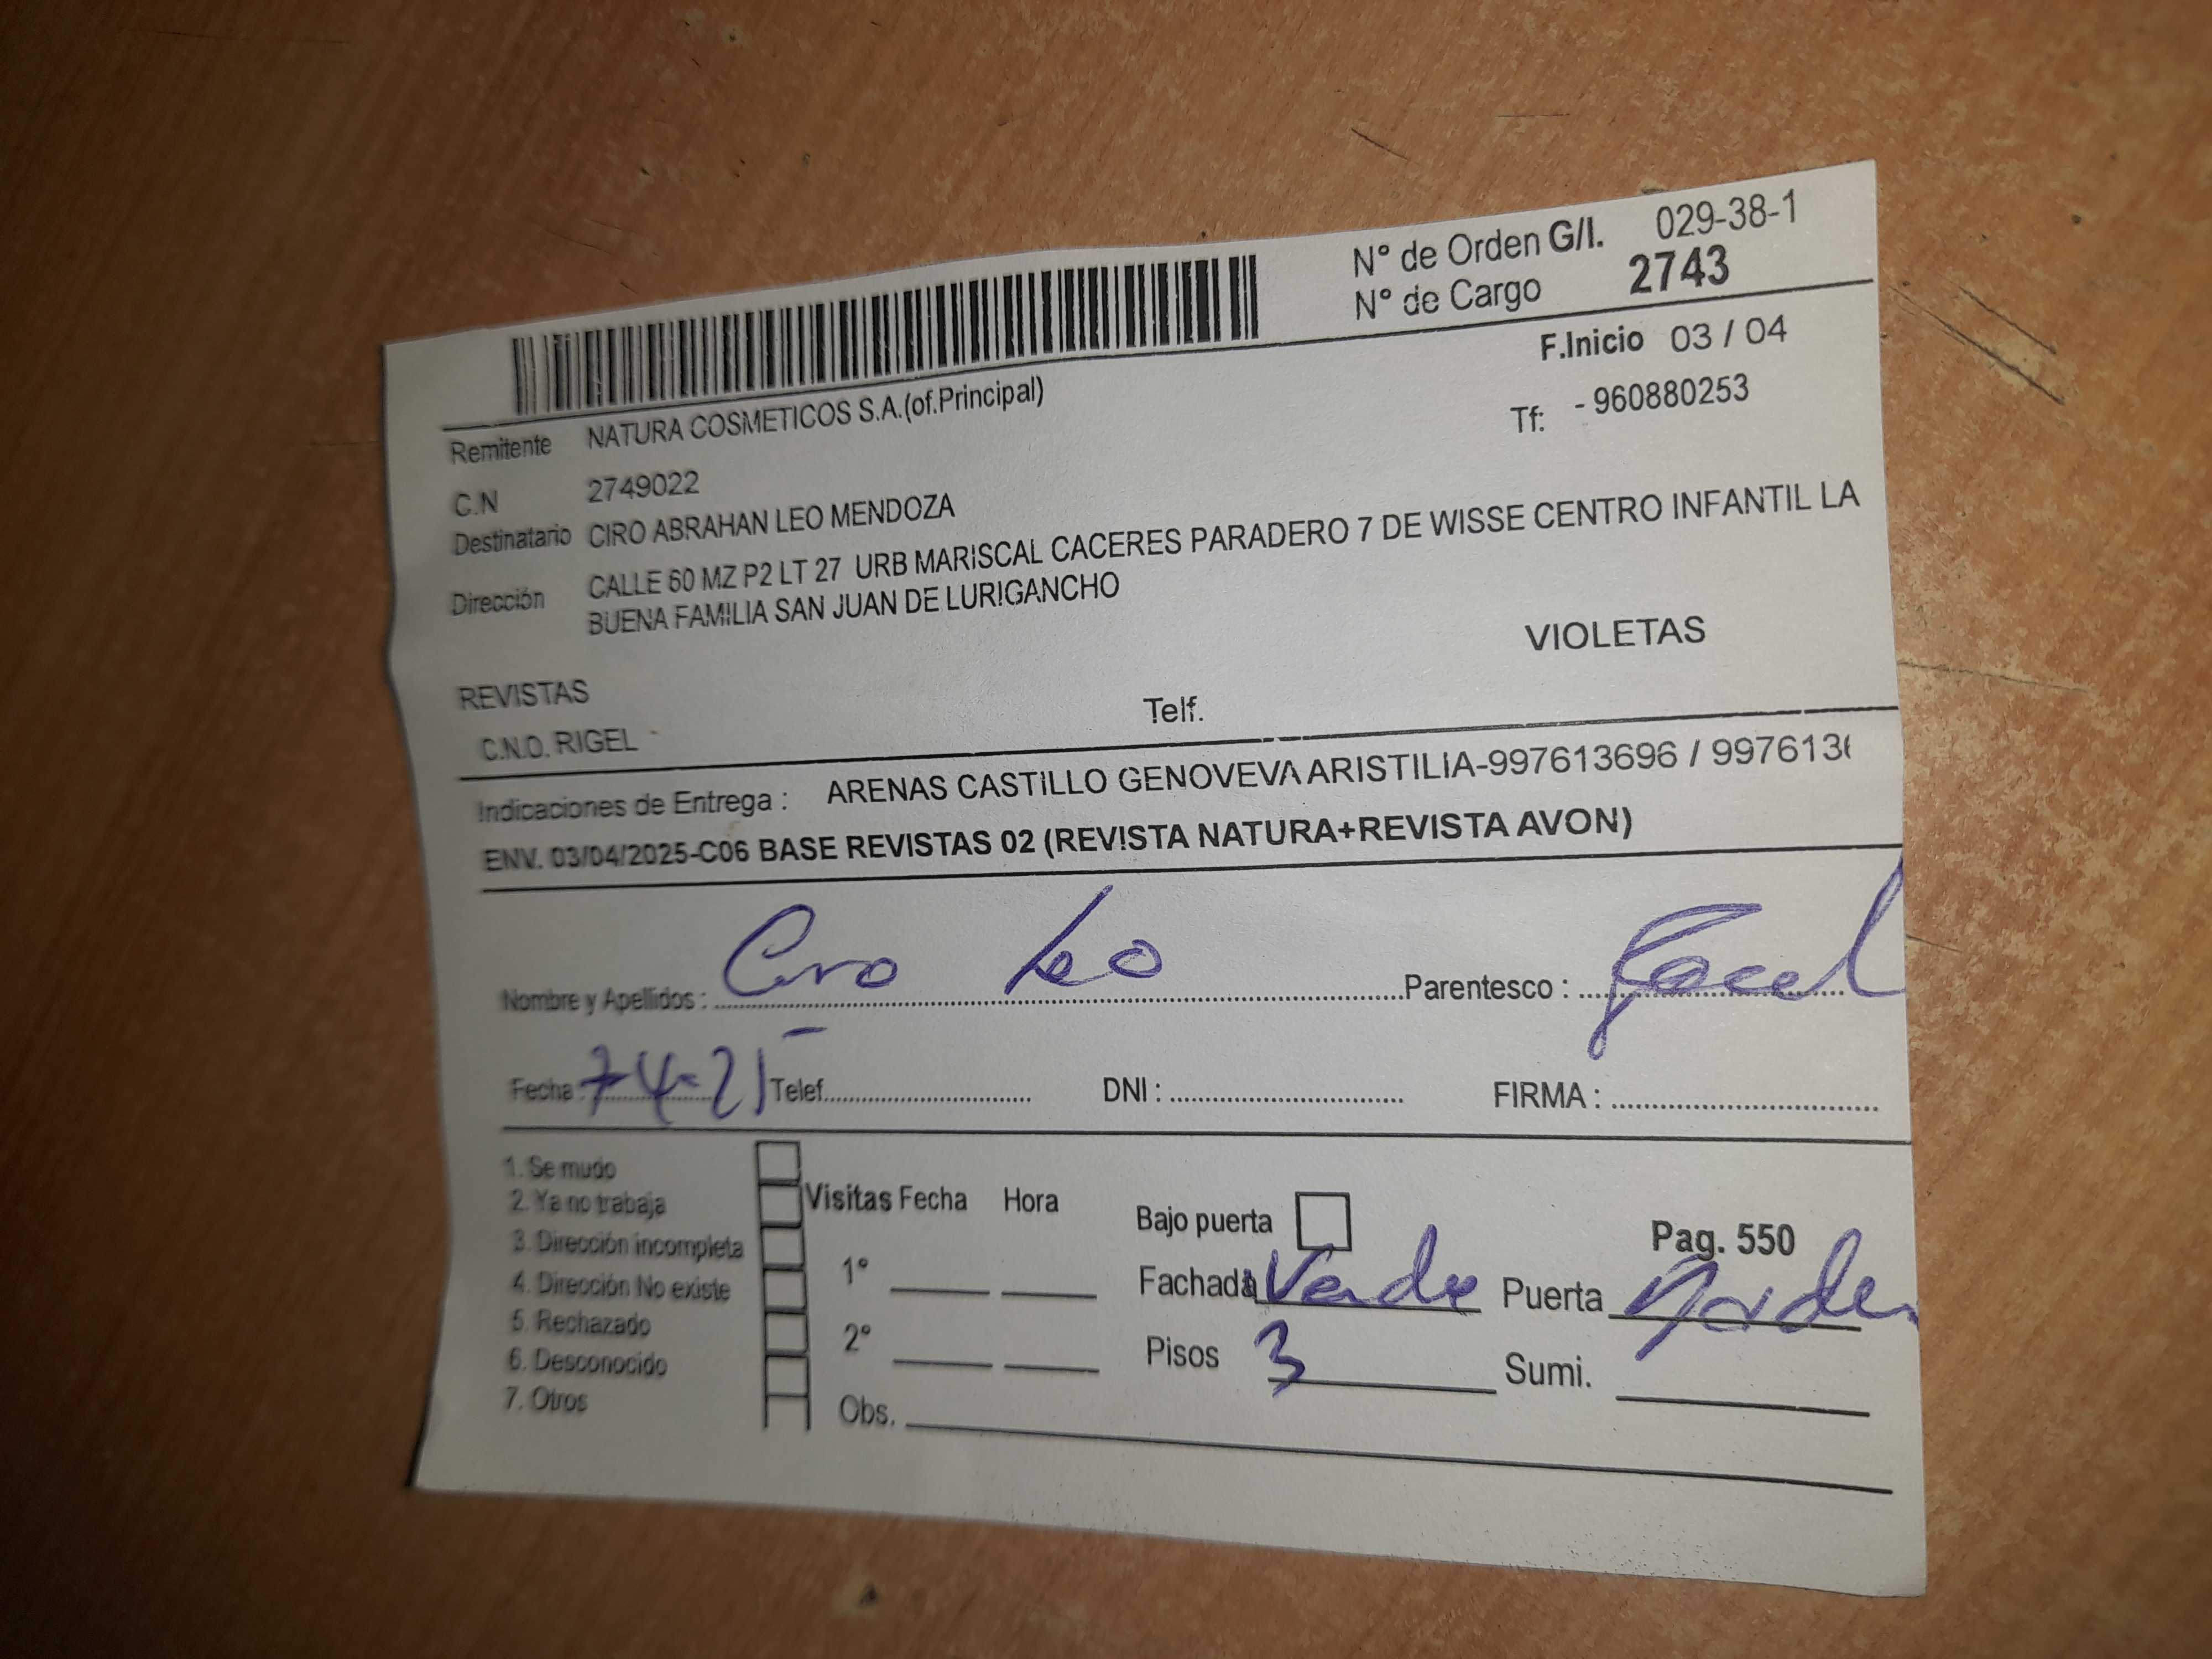 N° de Orden G/I. 029-38-1
N° de Cargo 2743
F.Inicio 03 / 04
Remitente NATURA COSMETICOS S.A.(of.Principal)
Tf: - 960880253
C.N 2749022
Destinatario CIRO ABRAHAN LEO MENDOZA
Dirección CALLE 60 MZ P2 LT 27 URB MARISCAL CACERES PARADERO 7 DE WISSE CENTRO INFANTIL LA
BUENA FAMILIA SAN JUAN DE LURIGANCHO
VIOLETAS
REVISTAS
Telf.
C.N.O. RIGEL -
Indicaciones de Entrega : ARENAS CASTILLO GENOVEVA ARISTILIA-997613696 / 9976136
ENV. 03/04/2025-C06 BASE REVISTAS 02 (REVISTA NATURA+REVISTA AVON)
Nombre y Apellidos : Ciro Leo Parentesco :
Fecha : 7-4-25 Telef. DNI : FIRMA :
1. Se mudo
2. Ya no trabaja
3. Dirección incompleta
4. Dirección No existe
5. Rechazado
6. Desconocido
7. Otros
Visitas Fecha Hora
1°
2°
Obs.
Bajo puerta
Pag. 550
Fachada Verde Puerta
Pisos 3 Sumi.